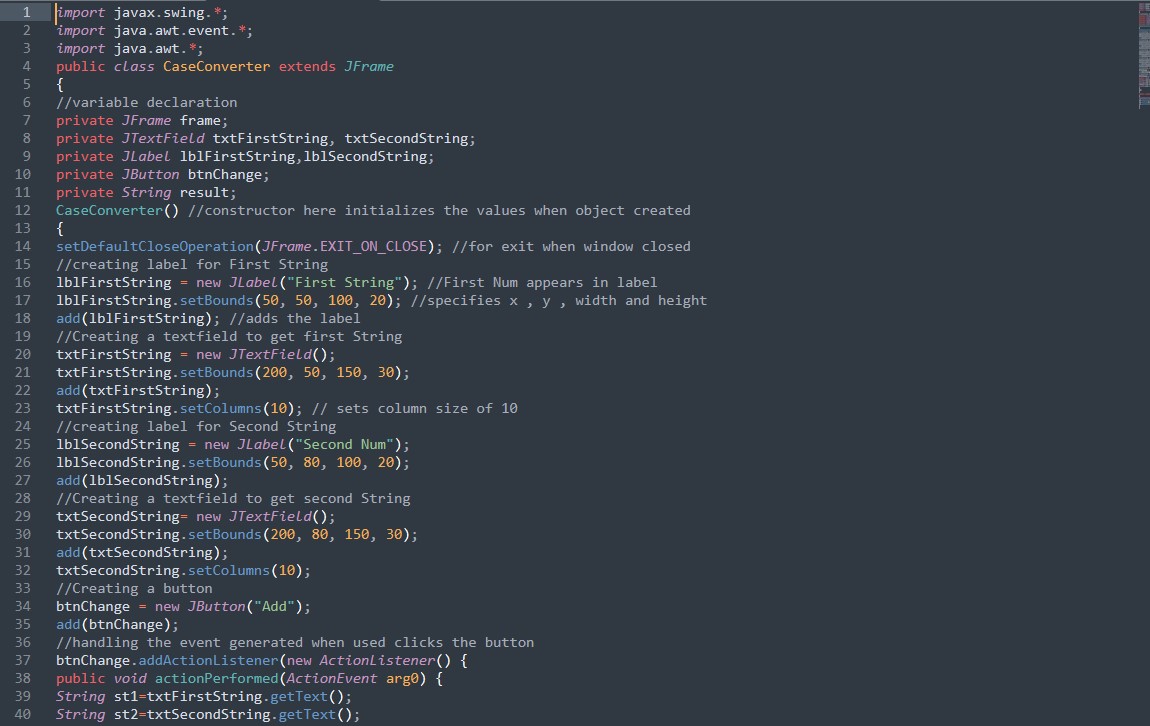 1 import javax.swing.*;
2 import java.awt.event.*;
3 import java.awt.*;
4 public class CaseConverter extends JFrame
5 {
6 //variable declaration
7 private JFrame frame;
8 private JTextField txtFirstString, txtSecondString;
9 private JLabel lblFirstString,lblSecondString;
10 private JButton btnChange;
11 private String result;
12 CaseConverter() //constructor here initializes the values when object created
13 {
14 setDefaultCloseOperation(JFrame.EXIT_ON_CLOSE); //for exit when window closed
15 //creating label for First String
16 lblFirstString = new JLabel("First String"); //First Num appears in label
17 lblFirstString.setBounds(50, 50, 100, 20); //specifies x , y , width and height
18 add(lblFirstString); //adds the label
19 //Creating a textfield to get first String
20 txtFirstString = new JTextField();
21 txtFirstString.setBounds(200, 50, 150, 30);
22 add(txtFirstString);
23 txtFirstString.setColumns(10); // sets column size of 10
24 //creating label for Second String
25 lblSecondString = new JLabel("Second Num");
26 lblSecondString.setBounds(50, 80, 100, 20);
27 add(lblSecondString);
28 //Creating a textfield to get second String
29 txtSecondString= new JTextField();
30 txtSecondString.setBounds(200, 80, 150, 30);
31 add(txtSecondString);
32 txtSecondString.setColumns(10);
33 //Creating a button
34 btnChange = new JButton("Add");
35 add(btnChange);
36 //handling the event generated when used clicks the button
37 btnChange.addActionListener(new ActionListener() {
38 public void actionPerformed(ActionEvent arg0) {
39 String st1=txtFirstString.getText();
40 String st2=txtSecondString.getText();